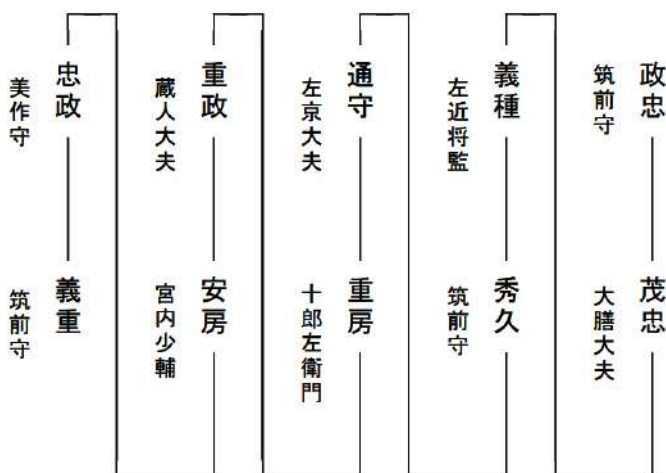 政忠
筑前守
茂忠
大膳大夫
義種
左近将監
秀久
筑前守
通守
左京大夫
重房
十郎左衛門
重政
蔵人大夫
安房
宮内少輔
忠政
美作守
義重
筑前守